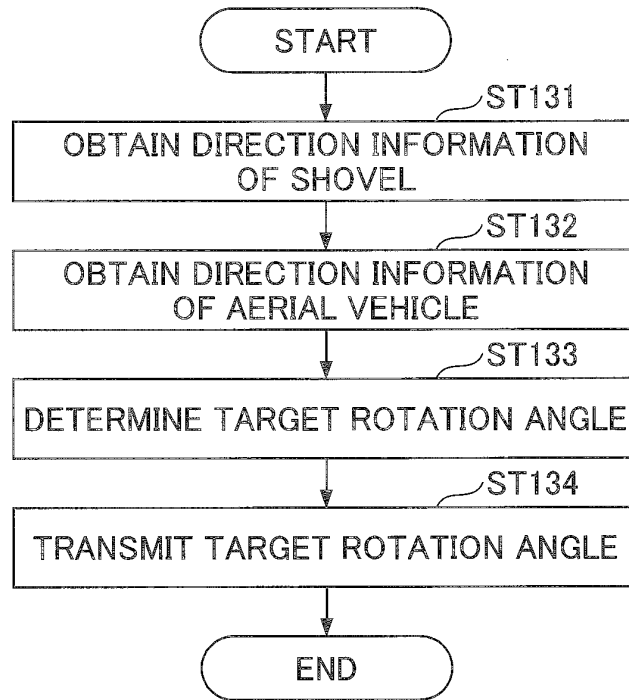 START
ST131
OBTAIN DIRECTION INFORMATION
OF SHOVEL
ST132
OBTAIN DIRECTION INFORMATION
OF AERIAL VEHICLE
ST133
DETERMINE TARGET ROTATION ANGLE
ST134
TRANSMIT TARGET ROTATION ANGLE
END